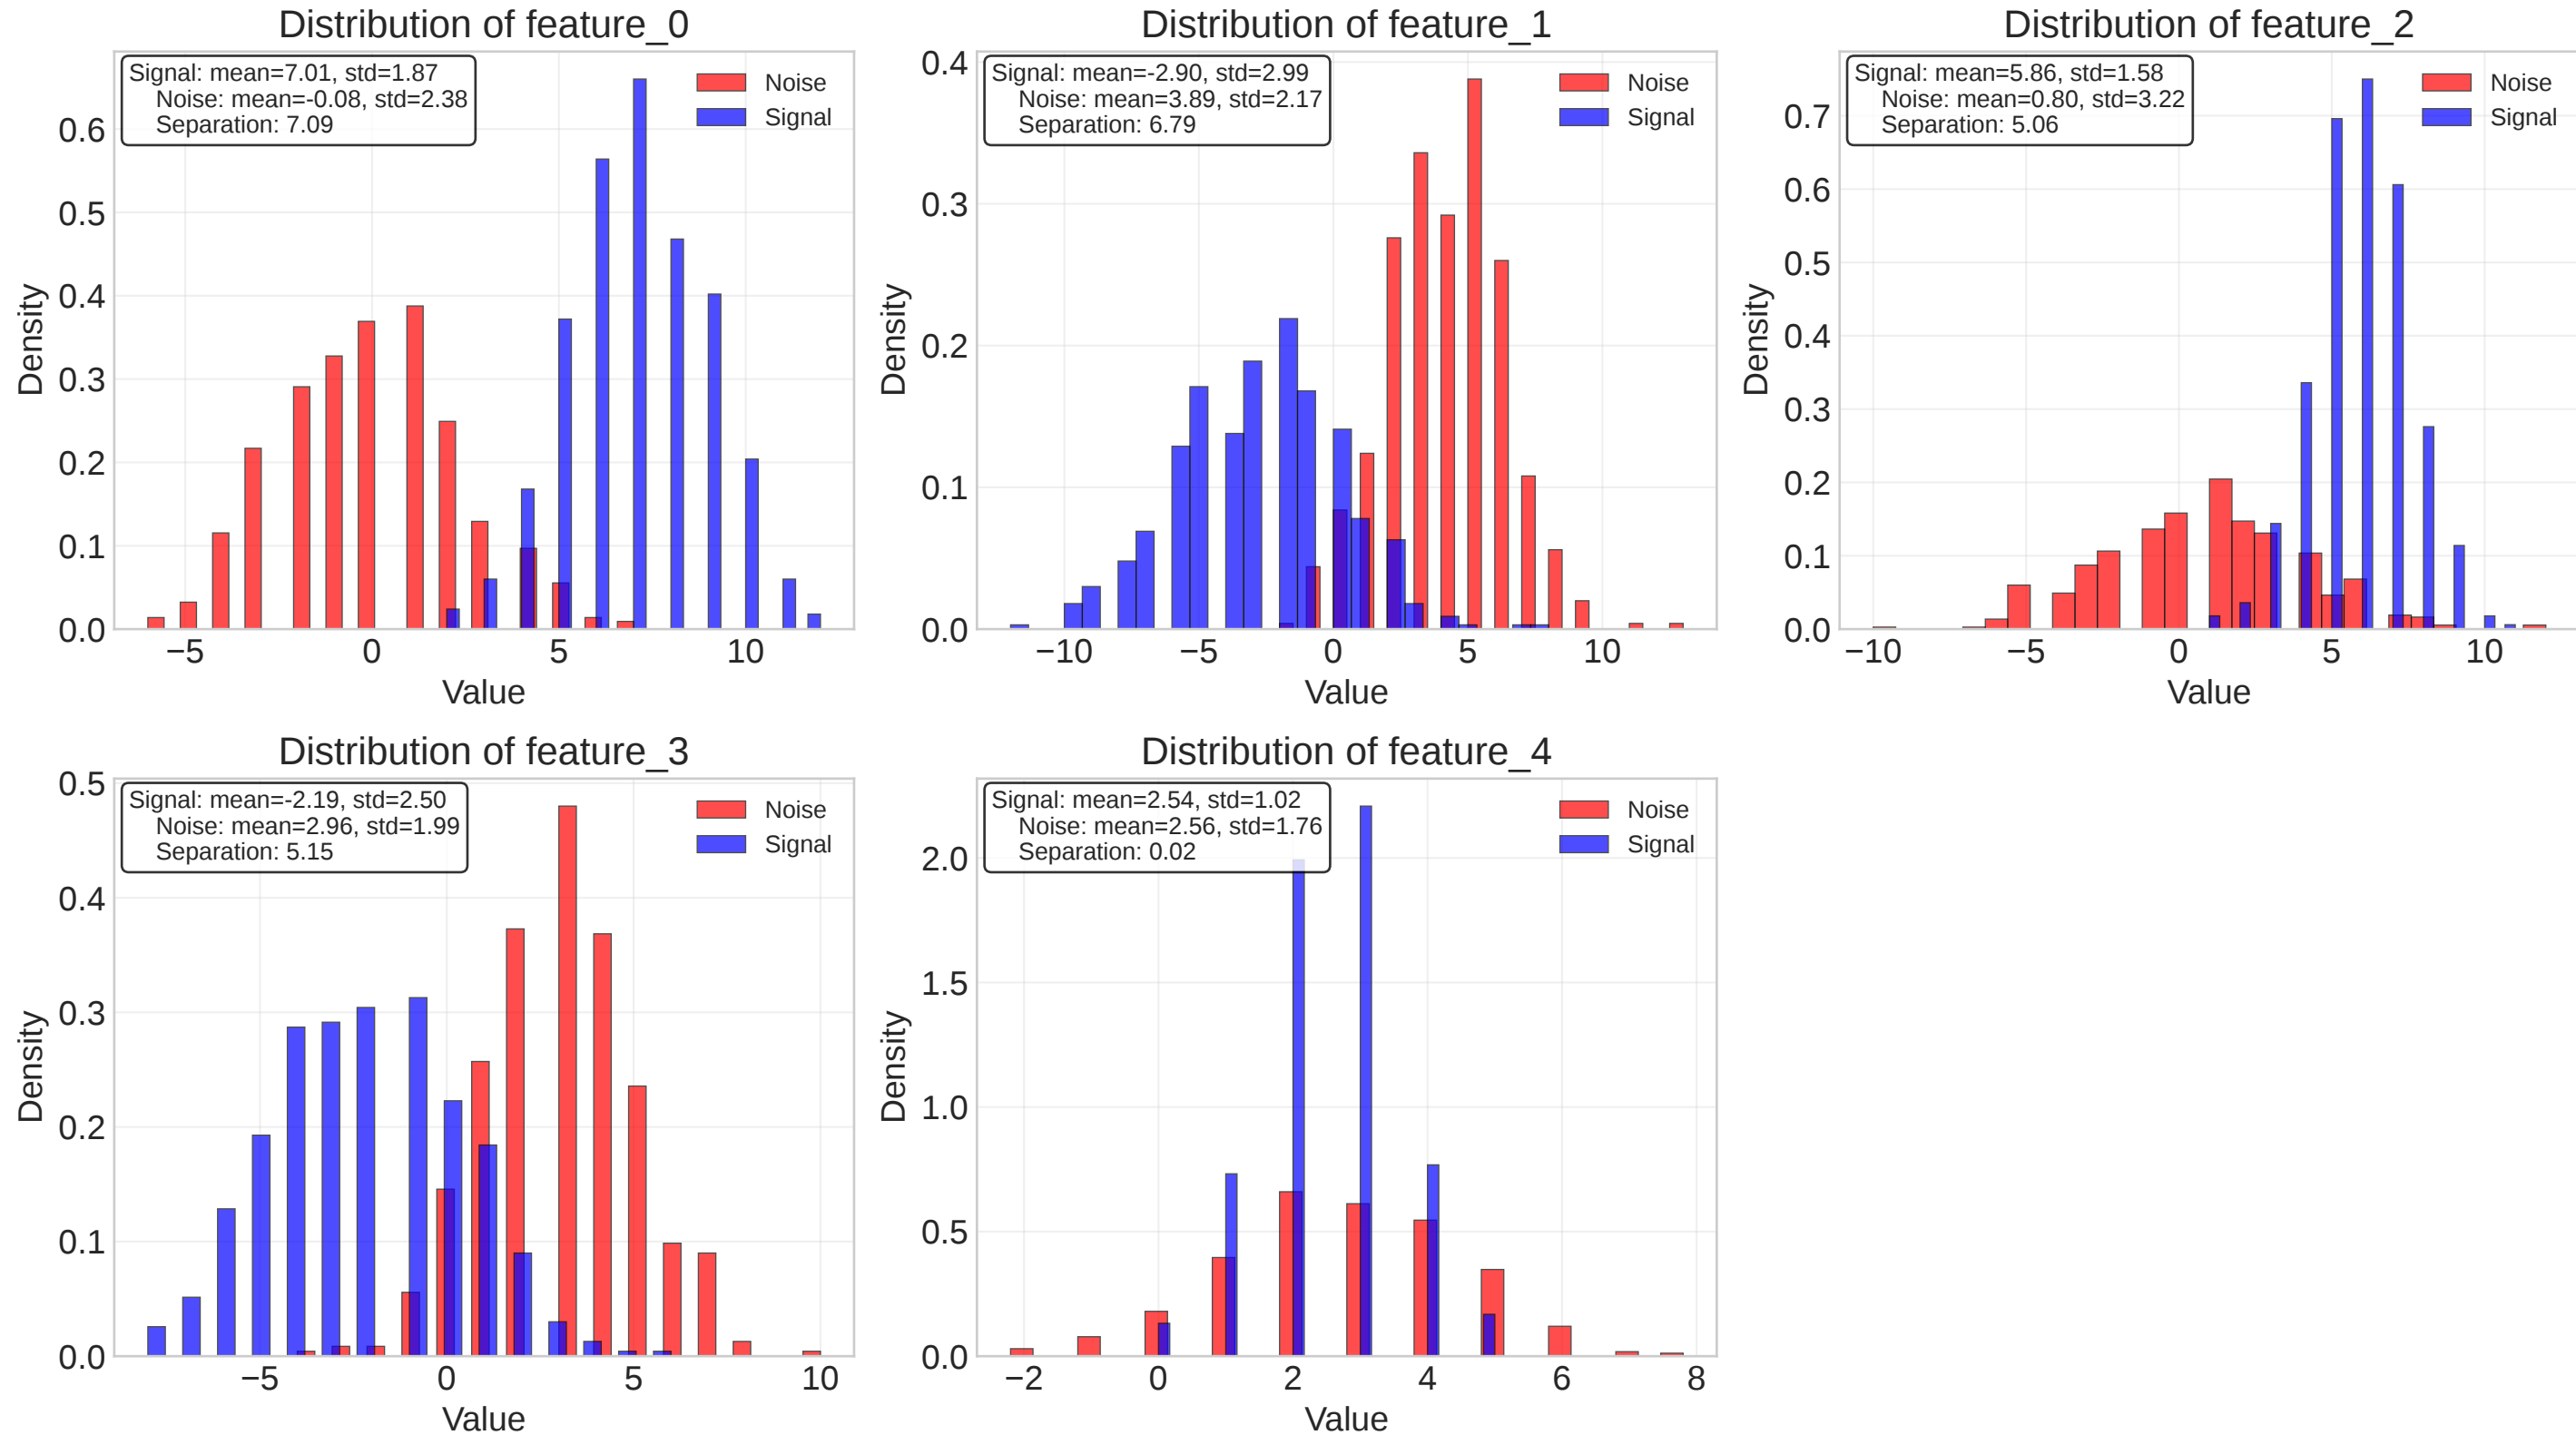 Distribution of feature_0
Signal: mean=7.01, std=1.87
Noise: mean=-0.08, std=2.38
Separation: 7.09
Noise
Signal
0.6
0.5
0.4
0.3
0.2
0.1
0.0
Density
−5
0
5
10
Value
Distribution of feature_1
Signal: mean=-2.90, std=2.99
Noise: mean=3.89, std=2.17
Separation: 6.79
Noise
Signal
0.4
0.3
0.2
0.1
0.0
Density
−10
−5
0
5
10
Value
Distribution of feature_2
Signal: mean=5.86, std=1.58
Noise: mean=0.80, std=3.22
Separation: 5.06
Noise
Signal
0.7
0.6
0.5
0.4
0.3
0.2
0.1
0.0
Density
−10
−5
0
5
10
Value
Distribution of feature_3
Signal: mean=-2.19, std=2.50
Noise: mean=2.96, std=1.99
Separation: 5.15
Noise
Signal
0.5
0.4
0.3
0.2
0.1
0.0
Density
−5
0
5
10
Value
Distribution of feature_4
Signal: mean=2.54, std=1.02
Noise: mean=2.56, std=1.76
Separation: 0.02
Noise
Signal
2.0
1.5
1.0
0.5
0.0
Density
−2
0
2
4
6
8
Value